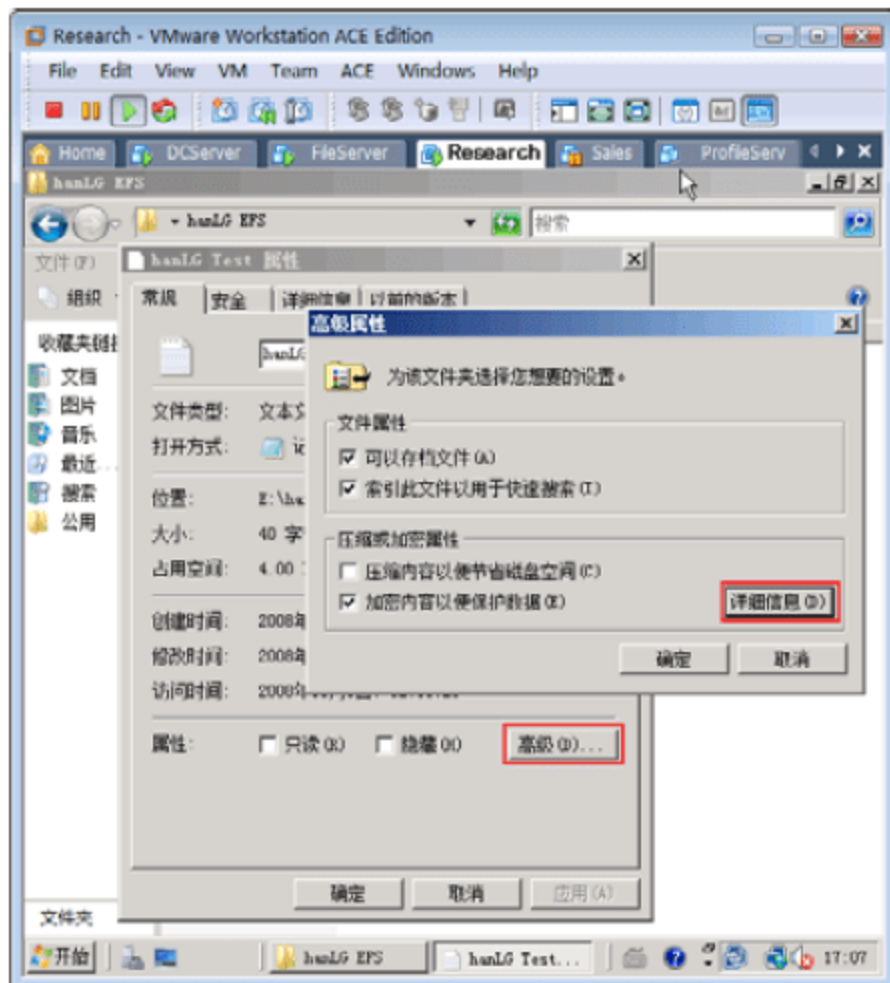 Research - VMware Workstation ACE Edition
File Edit View VM Team ACE Windows Help
Home DCServer FileServer Research Sales ProfileServ
hanLG EFS
hanLG EFS 搜索
文件(F)
hanLG Test 属性
组织
常规 安全 详细信息 以前的版本
高级属性
收藏夹链接
文档
图片
音乐
最近...
搜索
公用
hanLG
为该文件夹选择您想要的设置。
文件类型: 文本文
打开方式: 记
文件属性
可以存档文件(A)
索引此文件以用于快速搜索(I)
位置: E:\ha
大小: 40 字
占用空间: 4.00
压缩或加密属性
压缩内容以便节省磁盘空间(C)
加密内容以便保护数据(E) 详细信息(D)
确定 取消
创建时间: 2008年
修改时间: 2008年
访问时间: 2008年
属性: 只读(R) 隐藏(H) 高级(D)...
确定 取消 应用(A)
文件夹
开始 hanLG EFS hanLG Test... 17:07